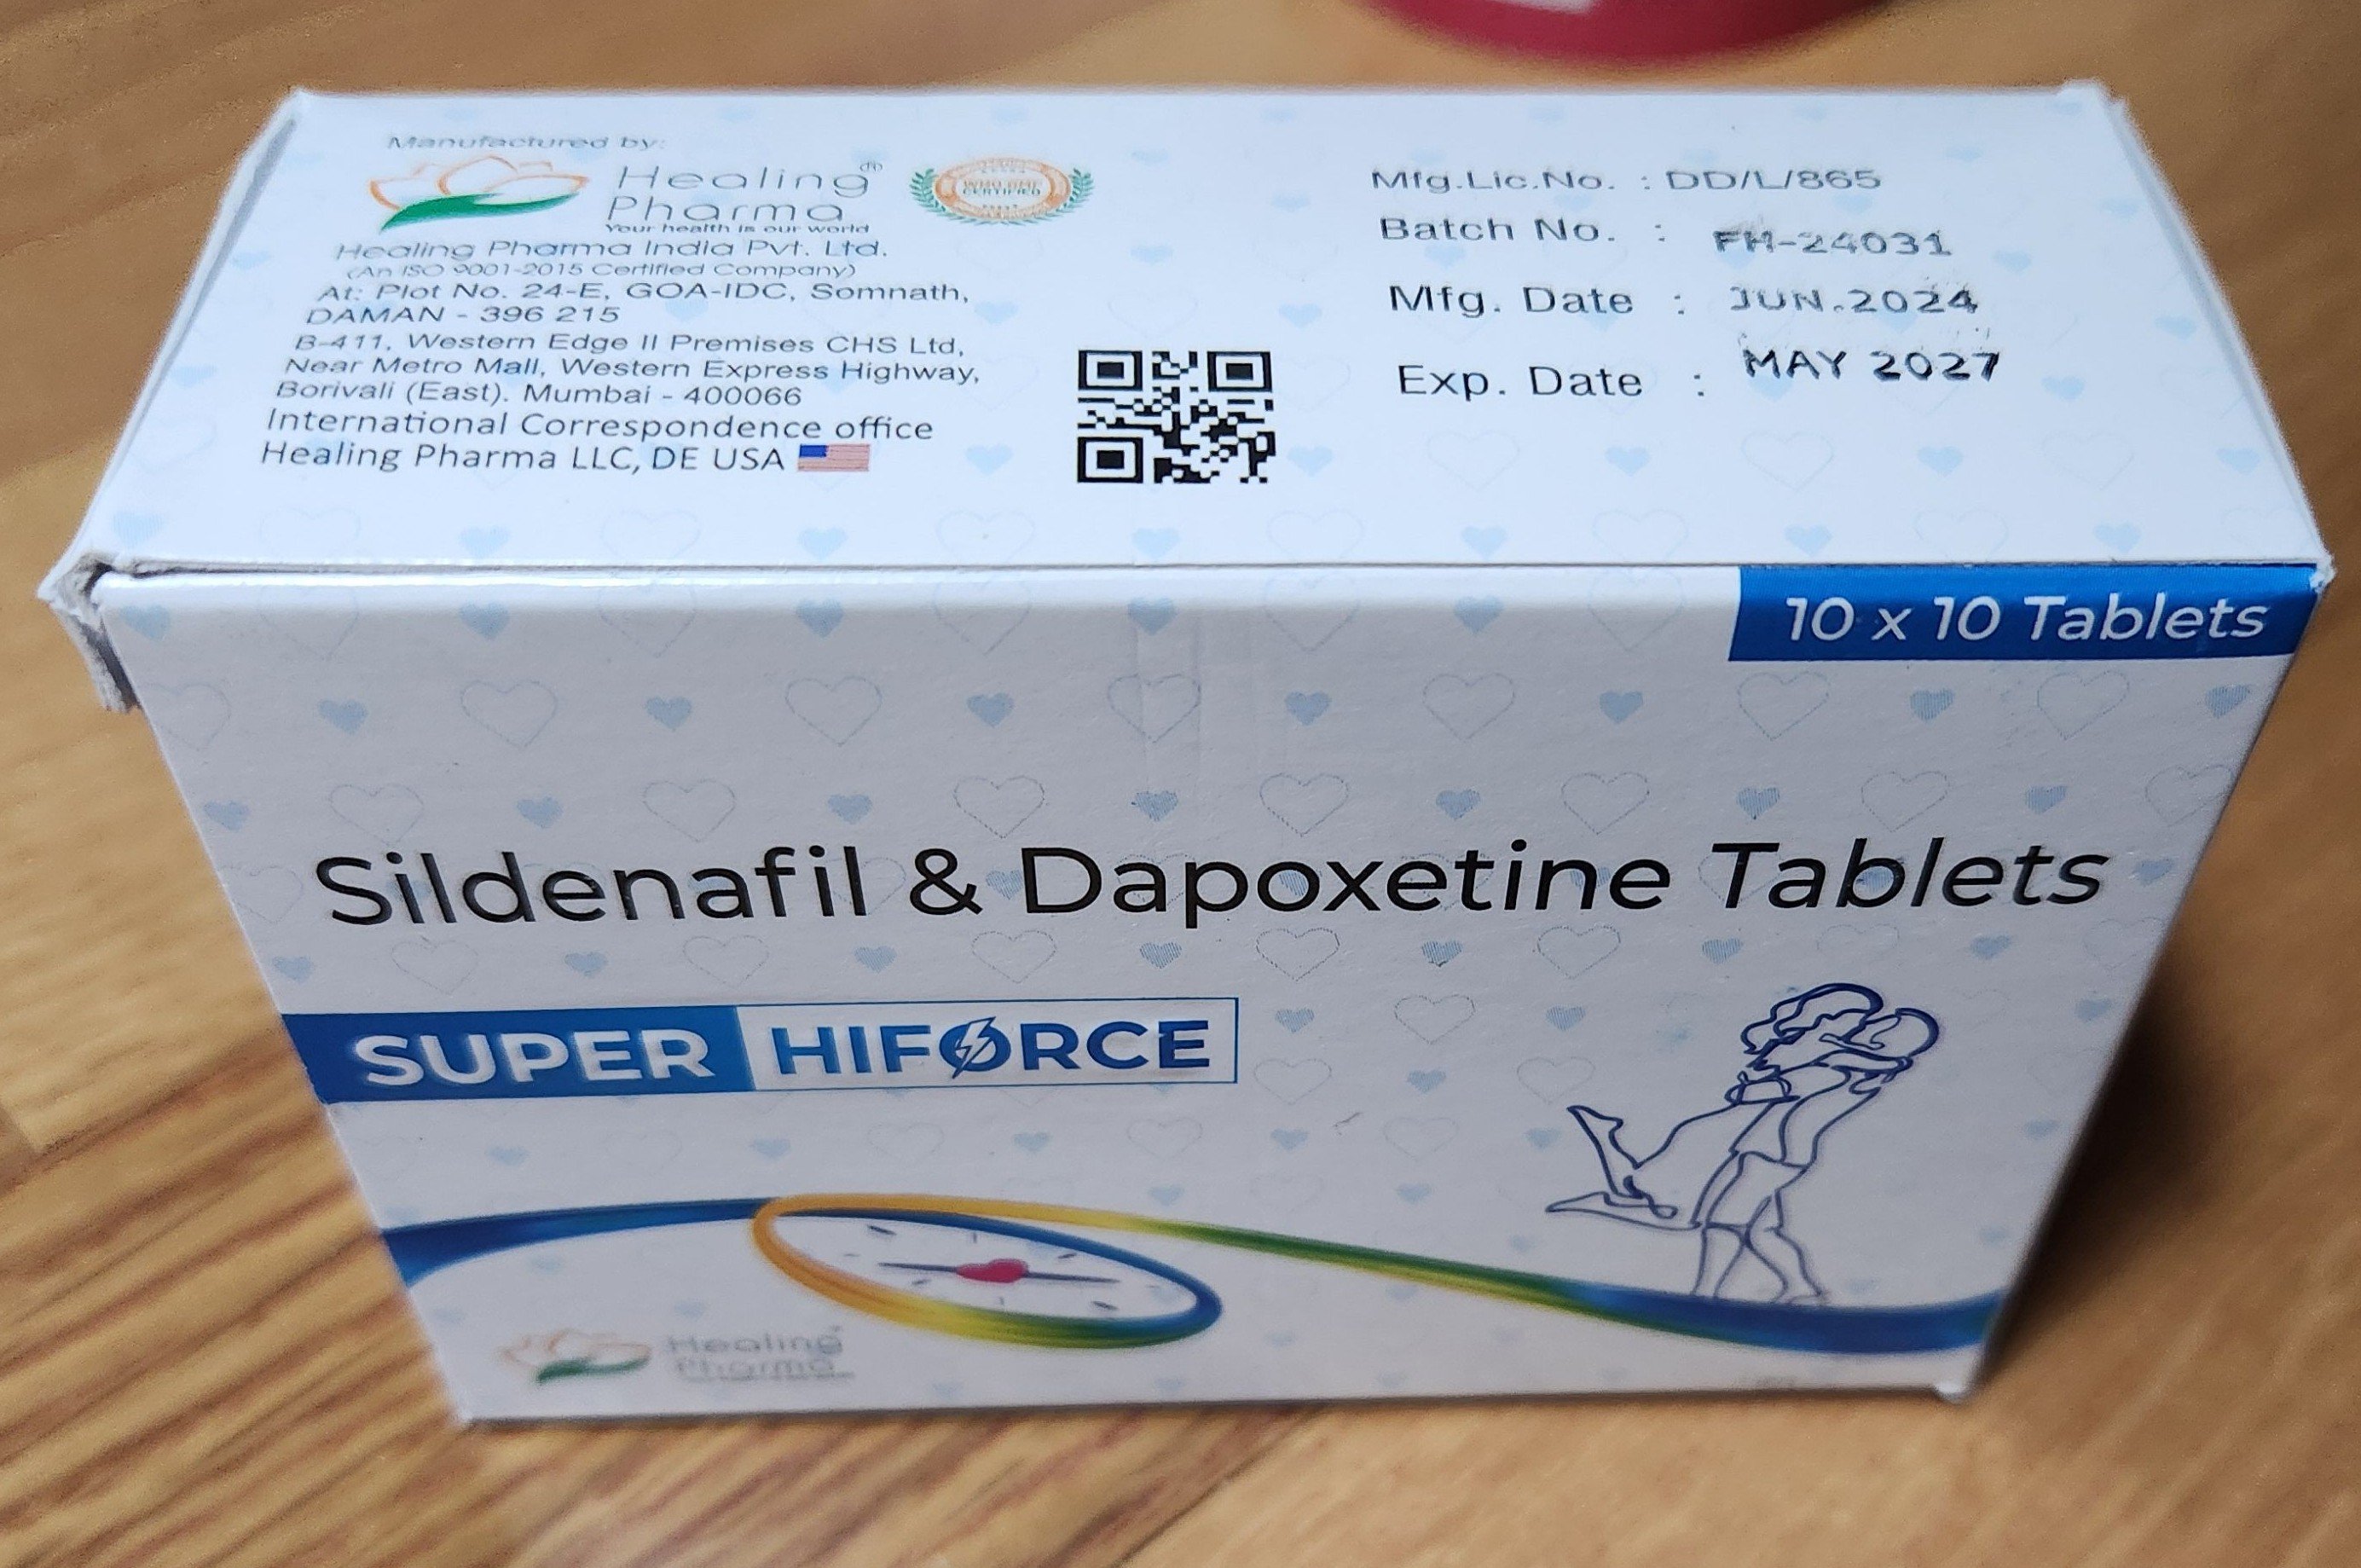 Manufactured by:
Healing®
Pharma
Your health is our world
WHO GMP
CERTIFIED
Healing Pharma India Pvt. Ltd.
(An ISO 9001-2015 Certified Company)
At: Plot No. 24-E, GOA-IDC, Somnath,
DAMAN - 396 215
B-411, Western Edge II Premises CHS Ltd,
Near Metro Mall, Western Express Highway,
Borivali (East). Mumbai - 400066
International Correspondence office
Healing Pharma LLC, DE USA
Mfg.Lic.No. : DD/L/865
Batch No. : FH-24031
Mfg. Date : JUN.2024
Exp. Date : MAY 2027
10 x 10 Tablets
Sildenafil & Dapoxetine Tablets
SUPER HIFORCE
Healing
Pharma